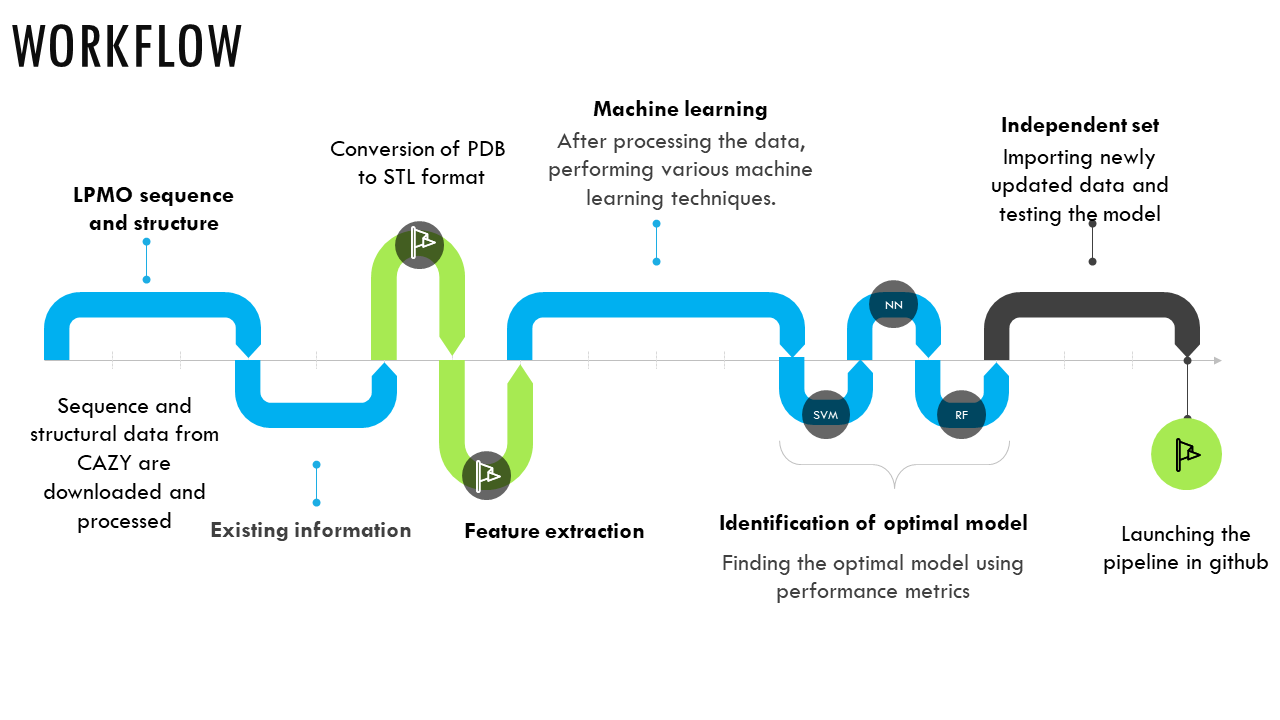 WORKFLOW
LPMO sequence
and structure
Sequence and
structural data from
CAZY are
downloaded and
processed
Existing information
Conversion of PDB
to STL format
Feature extraction
Machine learning
After processing the data,
performing various machine
learning techniques.
SVM
NN
RF
Identification of optimal model
Finding the optimal model using
performance metrics
Independent set
Importing newly
updated data and
testing the model
Launching the
pipeline in github